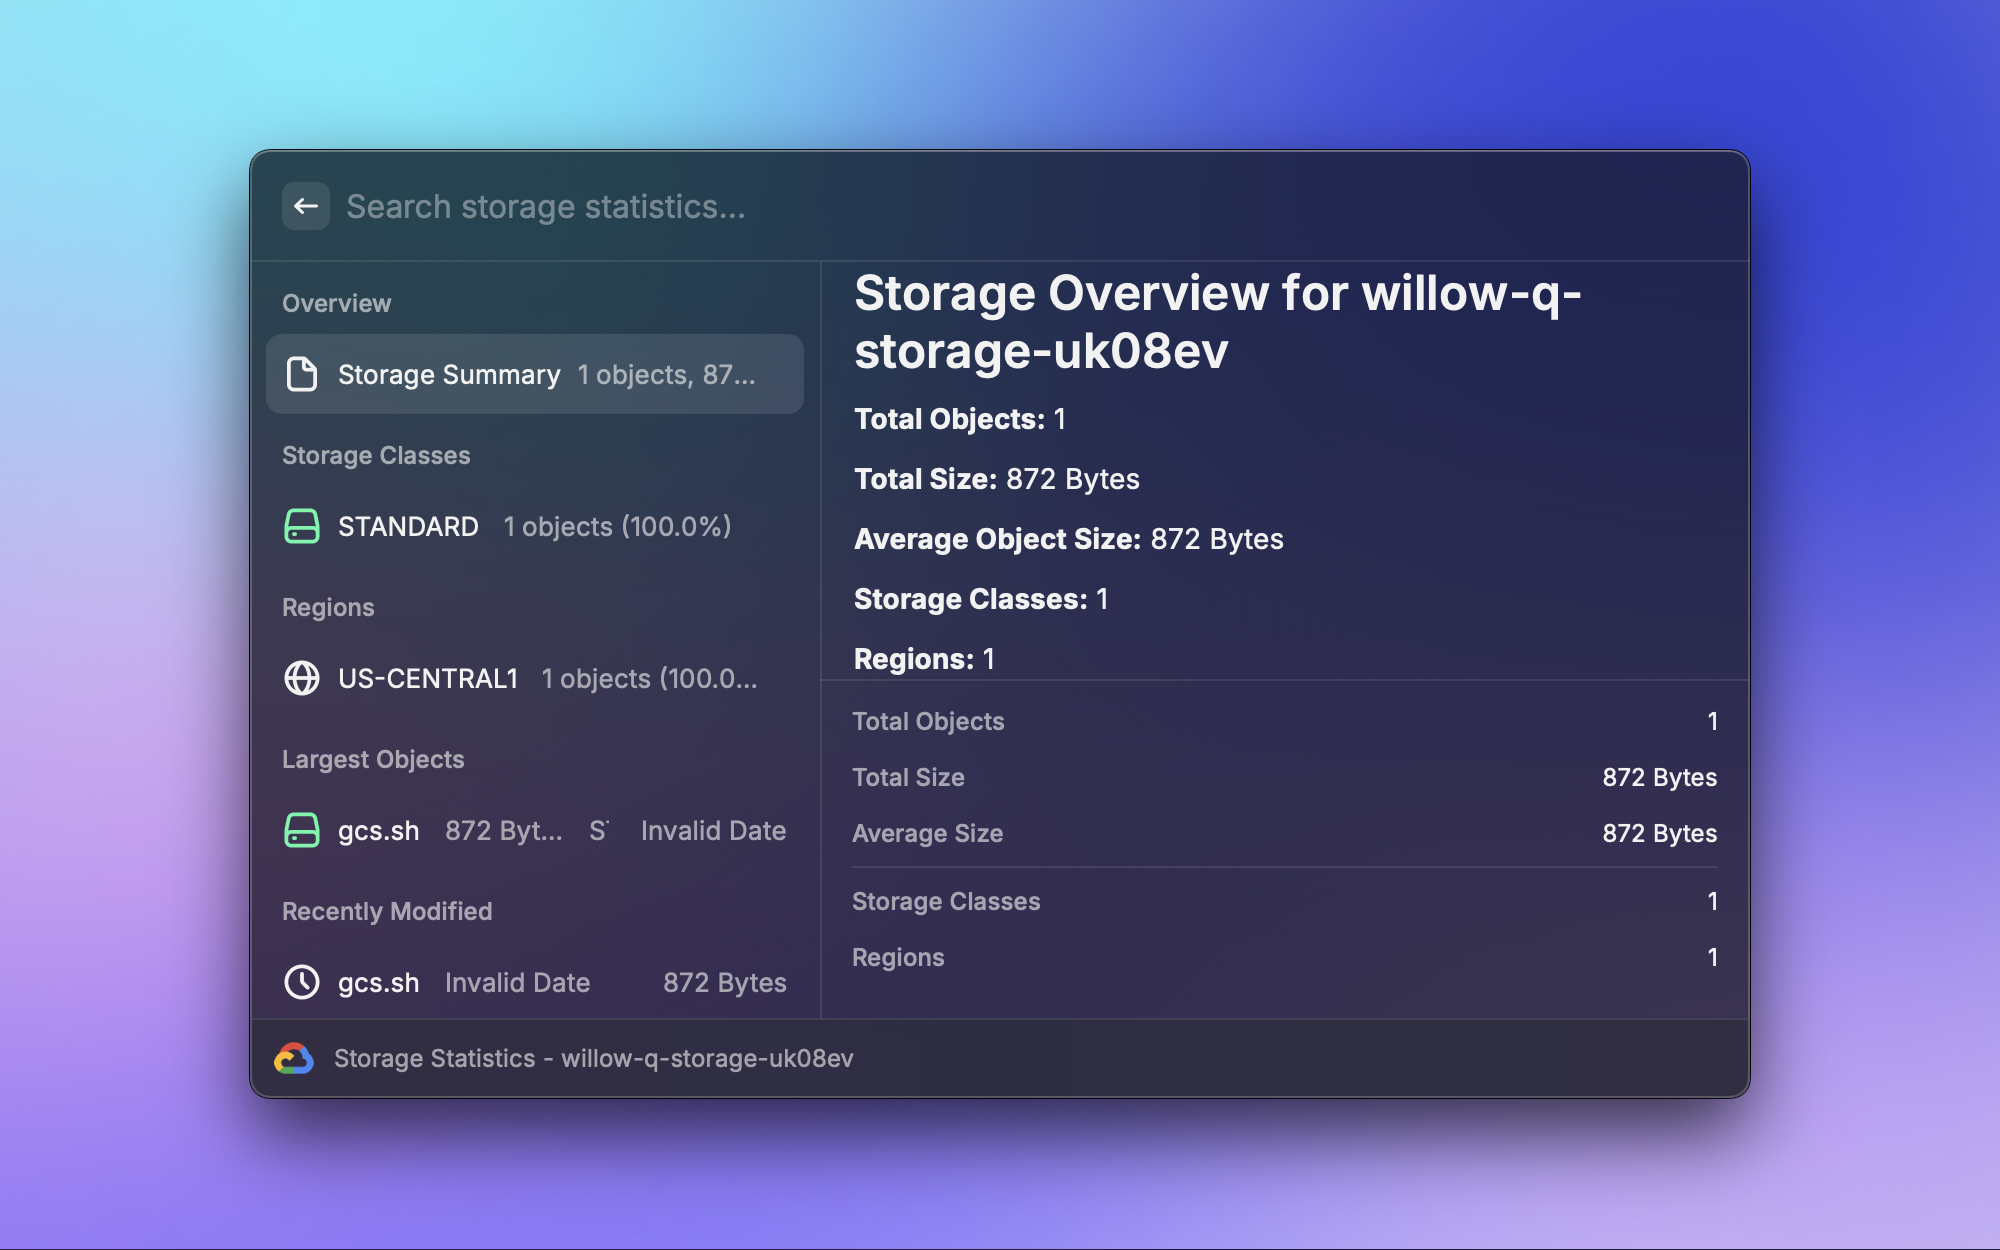 Search storage statistics...
Overview
Storage Summary 1 objects, 87...
Storage Classes
STANDARD 1 objects (100.0%)
Regions
US-CENTRAL1 1 objects (100.0...
Largest Objects
gcs.sh 872 Byt... Invalid Date
Recently Modified
gcs.sh Invalid Date 872 Bytes
Storage Overview for willow-q-
storage-uk08ev
Total Objects: 1
Total Size: 872 Bytes
Average Object Size: 872 Bytes
Storage Classes: 1
Regions: 1
Total Objects 1
Total Size 872 Bytes
Average Size 872 Bytes
Storage Classes 1
Regions 1
Storage Statistics - willow-q-storage-uk08ev